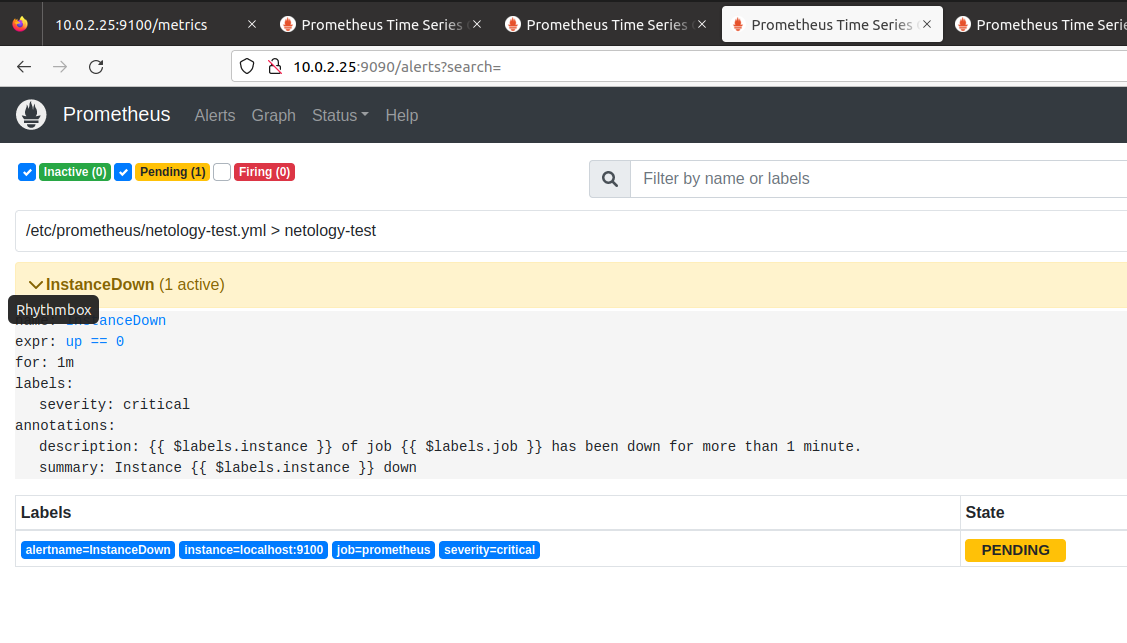 10.0.2.25:9100/metrics × Prometheus Time Series × Prometheus Time Series × Prometheus Time Series × Prometheus Time
10.0.2.25:9090/alerts?search=
Prometheus Alerts Graph Status Help
Inactive (0) Pending (1) Firing (0) Filter by name or labels
/etc/prometheus/netology-test.yml > netology-test
InstanceDown (1 active)
Rhythmbox
name: InstanceDown
expr: up == 0
for: 1m
labels:
severity: critical
annotations:
description: {{ $labels.instance }} of job {{ $labels.job }} has been down for more than 1 minute.
summary: Instance {{ $labels.instance }} down
Labels State
alertname=InstanceDown instance=localhost:9100 job=prometheus severity=critical PENDING